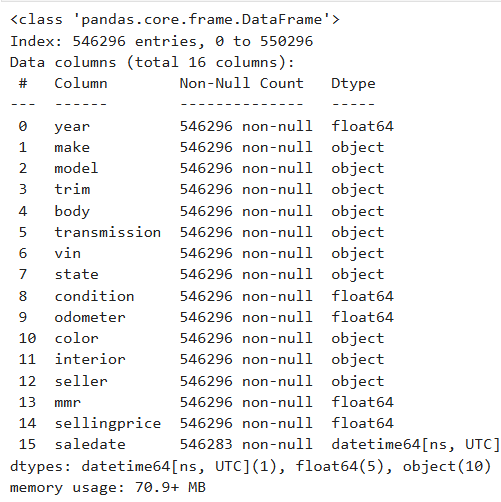 <class 'pandas.core.frame.DataFrame'>
Index: 546296 entries, 0 to 550296
Data columns (total 16 columns):
 #   Column        Non-Null Count   Dtype
---  ------        --------------   -----
 0   year          546296 non-null  float64
 1   make          546296 non-null  object
 2   model         546296 non-null  object
 3   trim          546296 non-null  object
 4   body          546296 non-null  object
 5   transmission  546296 non-null  object
 6   vin           546296 non-null  object
 7   state         546296 non-null  object
 8   condition     546296 non-null  float64
 9   odometer      546296 non-null  float64
 10  color         546296 non-null  object
 11  interior      546296 non-null  object
 12  seller        546296 non-null  object
 13  mmr           546296 non-null  float64
 14  sellingprice  546296 non-null  float64
 15  saledate      546283 non-null  datetime64[ns, UTC]
dtypes: datetime64[ns, UTC](1), float64(5), object(10)
memory usage: 70.9+ MB